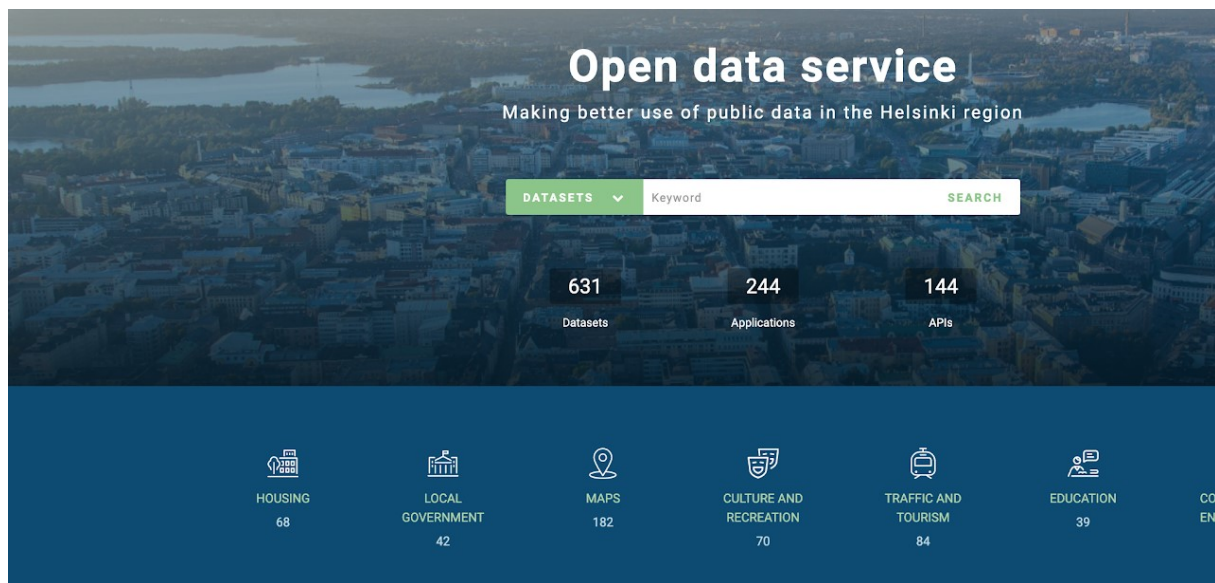 Open data service
Making better use of public data in the Helsinki region
DATASETS Keyword SEARCH
631 244 144
Datasets Applications APIs
HOUSING
68
LOCAL
GOVERNMENT
42
MAPS
182
CULTURE AND
RECREATION
70
TRAFFIC AND
TOURISM
84
EDUCATION
39
CO
EN